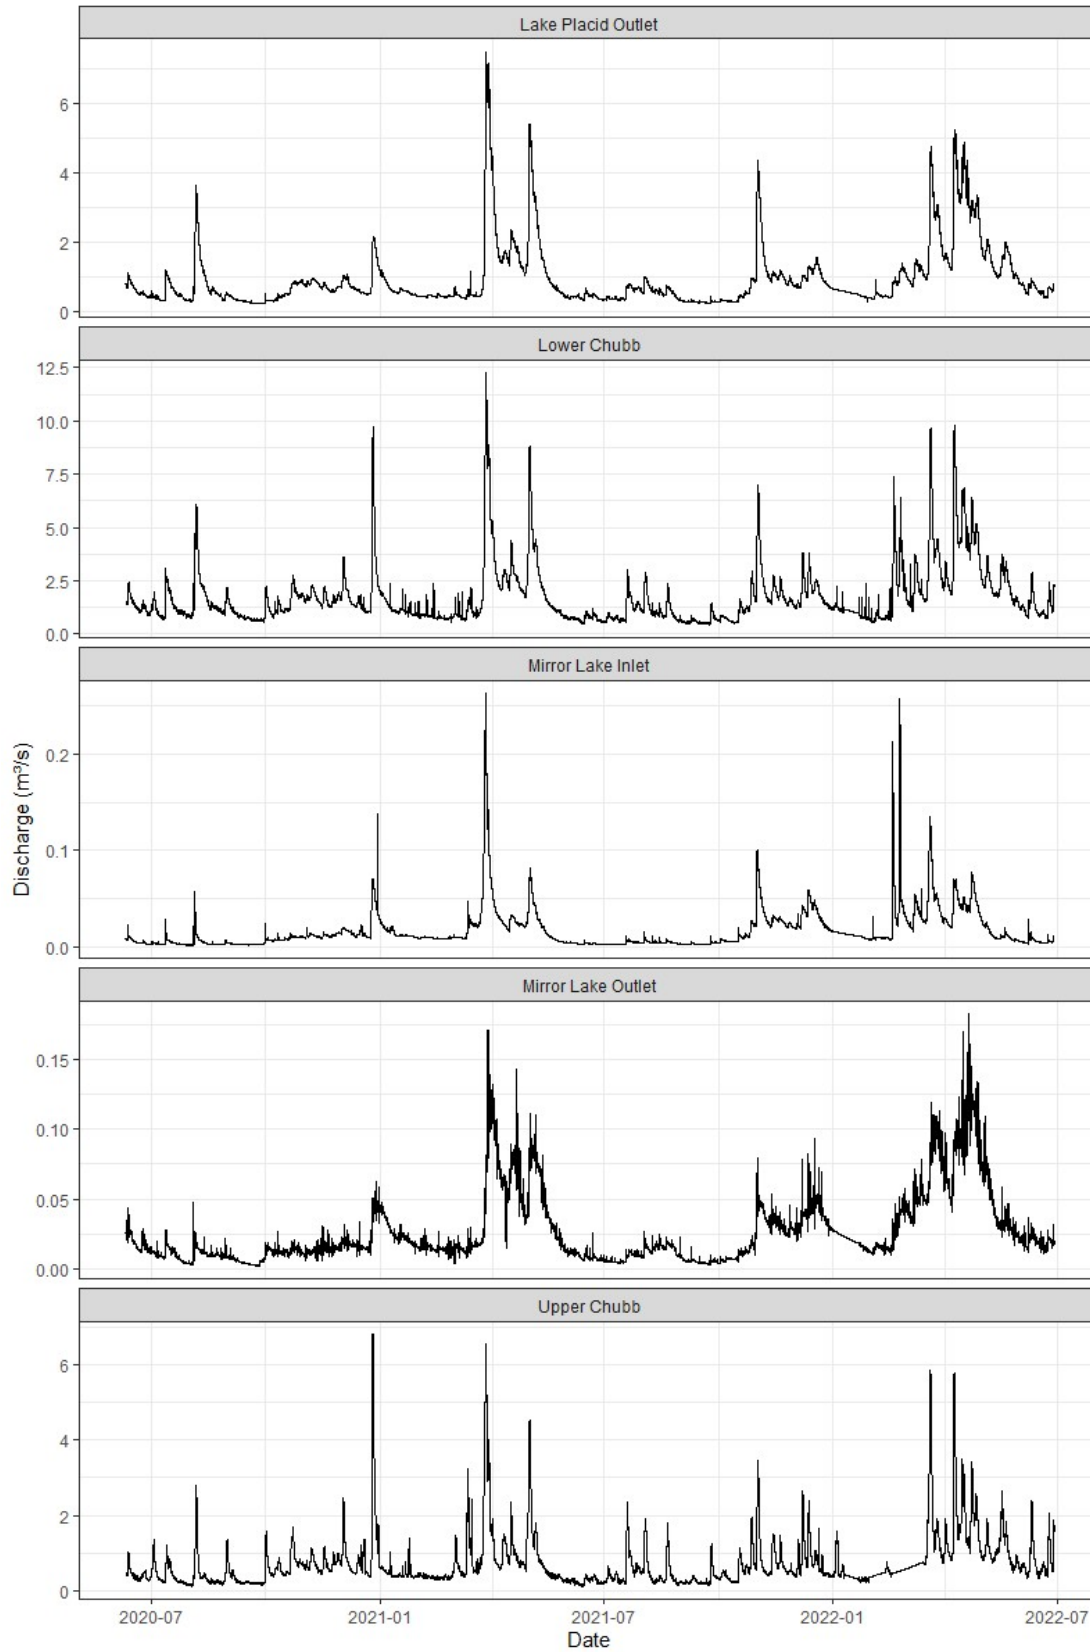 Lake Placid Outlet
6
4
2
0
Lower Chubb
12.5
10.0
7.5
5.0
2.5
0.0
Mirror Lake Inlet
0.2
0.1
0.0
Discharge (m³/s)
Mirror Lake Outlet
0.15
0.10
0.05
0.00
Upper Chubb
6
4
2
0
2020-07 2021-01 2021-07 2022-01 2022-07
Date